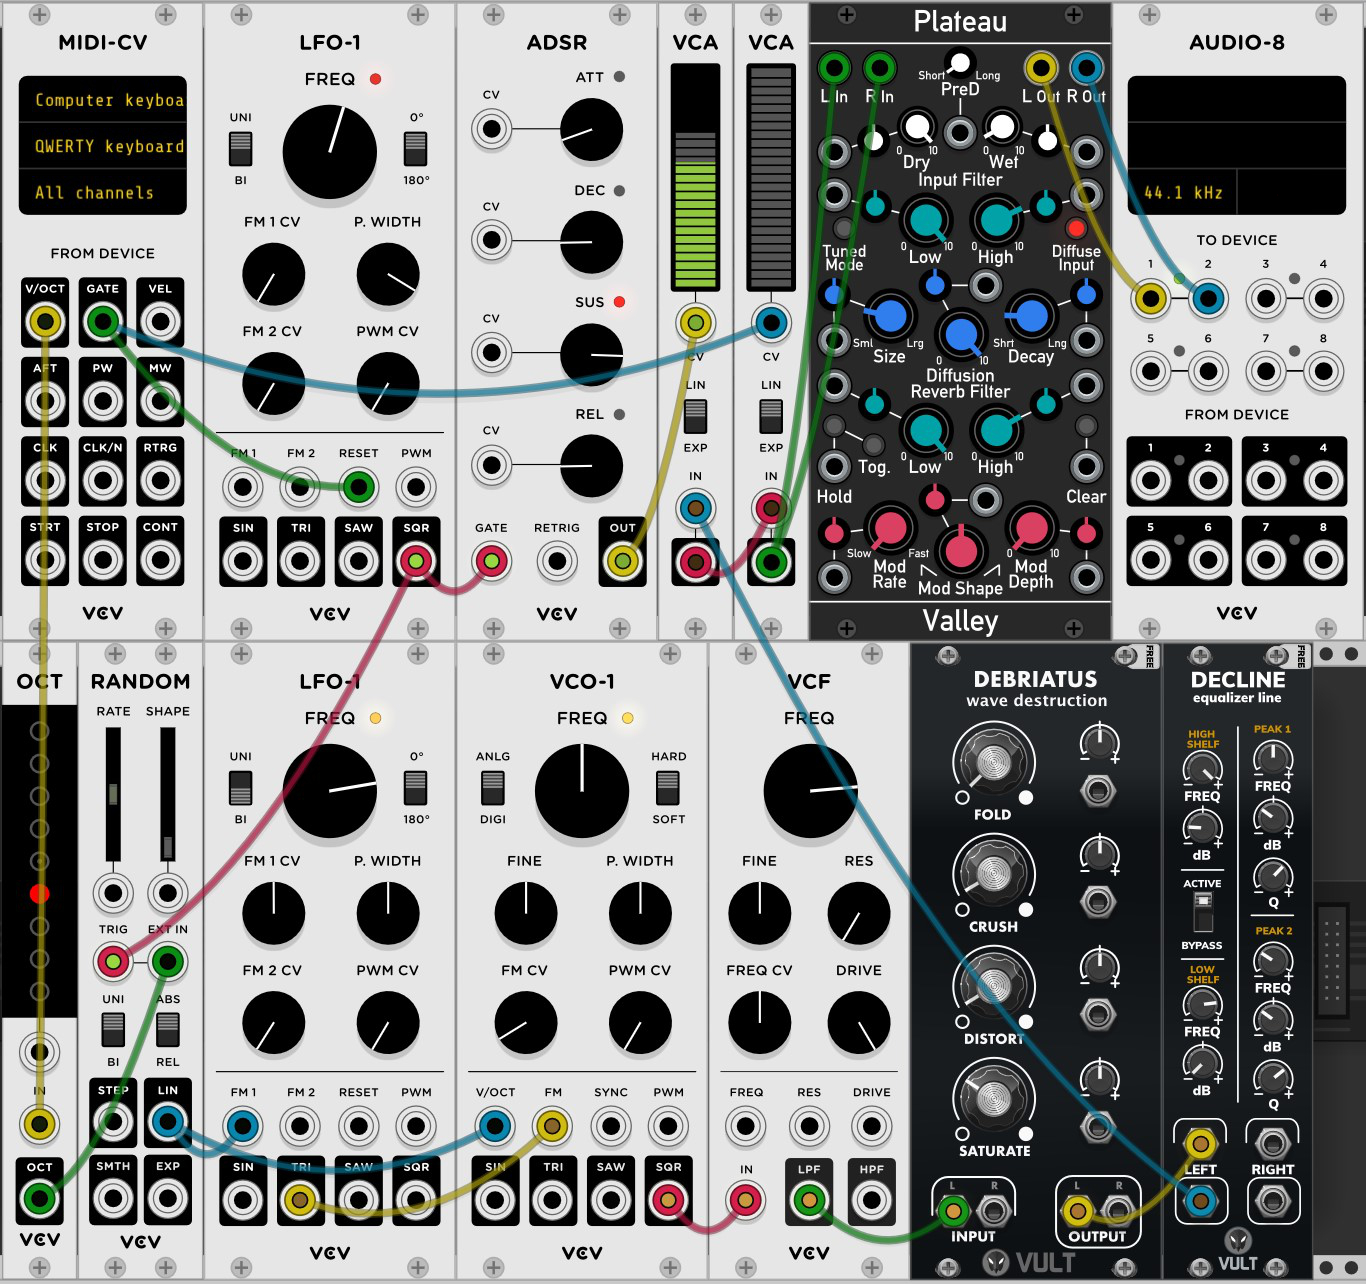 MIDI-CV
Computer keyboa
QWERTY keyboard
All channels
FROM DEVICE
V/OCT GATE VEL
AFT PW MW
CLK CLK/N RTRG
STRT STOP CONT
VCV
LFO-1
FREQ
UNI 0°
BI 180°
FM 1 CV P. WIDTH
FM 2 CV PWM CV
FM 1 FM 2 RESET PWM
SIN TRI SAW SQR
VCV
ADSR
ATT
CV
DEC
CV
SUS
CV
REL
CV
GATE RETRIG OUT
VCV
VCA
CV
LIN
EXP
IN
VCA
CV
LIN
EXP
IN
Plateau
L In R In Short Long L Out R Out
PreD
0 10 0 10
Dry Wet
Input Filter
0 10 0 10
Low High
Tuned Mode
Diffuse Input
Sml Lrg Shrt Lng
Size Decay
0 10
Diffusion
Reverb Filter
0 10 0 10
Low High
Tog.
Hold Clear
Slow Fast 0 10
Mod Rate
Mod Depth
Mod Shape
Valley
AUDIO-8
44.1 kHz
TO DEVICE
1 2 3 4
5 6 7 8
FROM DEVICE
1 2 3 4
5 6 7 8
VCV
OCT
IN
OCT
VCV
RANDOM
RATE SHAPE
TRIG EXT IN
UNI ABS
BI REL
STEP LIN
SMTH EXP
VCV
LFO-1
FREQ
UNI 0°
BI 180°
FM 1 CV P. WIDTH
FM 2 CV PWM CV
FM 1 FM 2 RESET PWM
SIN TRI SAW SQR
VCV
VCO-1
FREQ
ANLG HARD
DIGI SOFT
FINE P. WIDTH
FM CV PWM CV
V/OCT FM SYNC PWM
SIN TRI SAW SQR
VCV
VCF
FREQ
FINE RES
FREQ CV DRIVE
FREQ RES DRIVE
IN LPF HPF
VCV
FREE
DEBRIATUS
wave destruction
- +
FOLD
- +
CRUSH
- +
DISTORT
- +
SATURATE
L R L R
INPUT OUTPUT
VULT
FREE
DECLINE
equalizer line
HIGH SHELF
- +
FREQ
- +
dB
ACTIVE
BYPASS
LOW SHELF
- +
FREQ
- +
dB
PEAK 1
- +
FREQ
- +
dB
- +
Q
PEAK 2
- +
FREQ
- +
dB
- +
Q
LEFT RIGHT
VULT